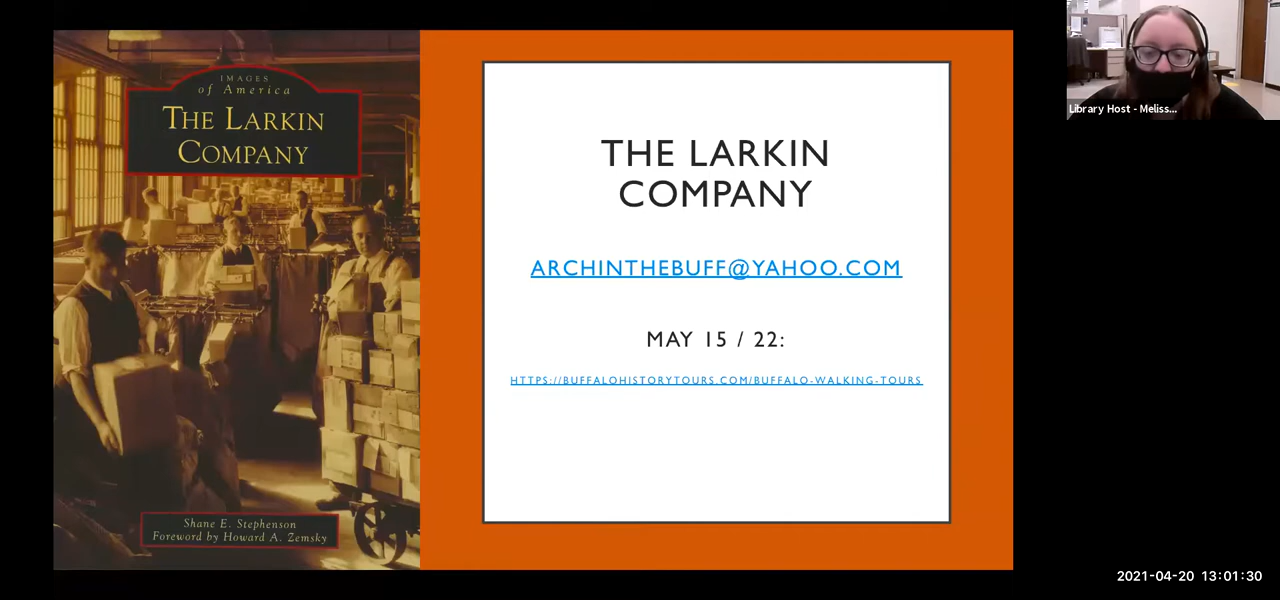 IMAGES
of America
THE LARKIN
COMPANY
Shane E. Stephenson
Foreword by Howard A. Zemsky
THE LARKIN
COMPANY
ARCHINTHEBUFF@YAHOO.COM
MAY 15 / 22:
HTTPS://BUFFALOHISTORYTOURS.COM/BUFFALO-WALKING-TOURS
Library Host - Meliss...
2021-04-20 13:01:30